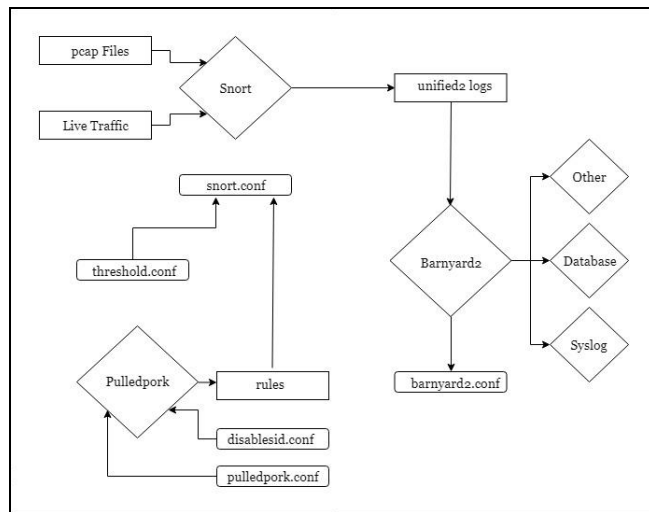 pcap Files
Snort
unified2 logs
Live Traffic
snort.conf
Other
threshold.conf
Barnyard2
Database
Pulledpork
rules
barnyard2.conf
Syslog
disablesid.conf
pulledpork.conf